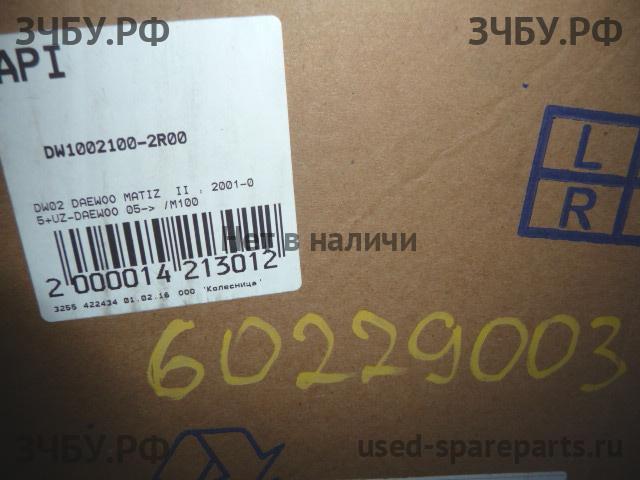 ЗЧБУ.РФ
ЗЧБУ.РФ
API
DW1002100-2R00
L
R
DW02 DAEWOO MATIZ II , 2001-0
5+UZ-DAEWOO 05-> /M100
Нет в наличи
2 000014 213012
3255 422434 01.02.16 ООО 'Колесница'
60229003
ЗЧБУ.РФ
used-spareparts.ru